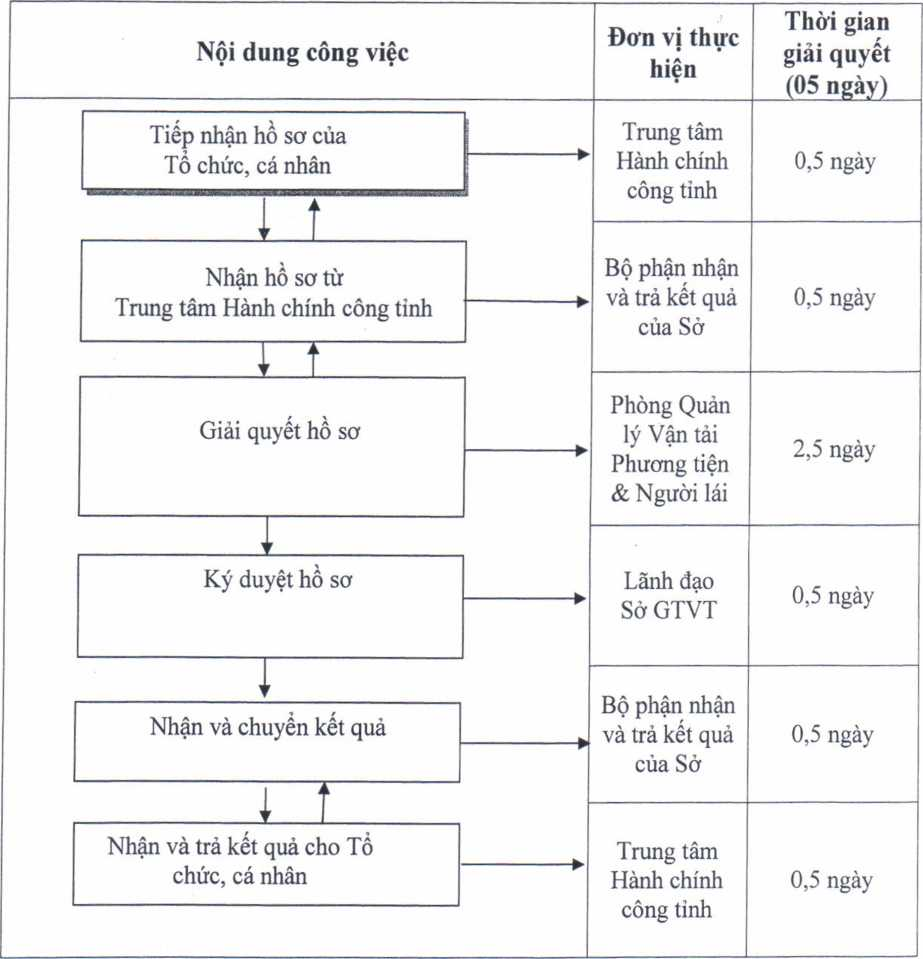 Nội dung công việc
Đơn vị thực
hiện
Thời gian
giải quyết
(05 ngày)
Tiếp nhận hồ sơ của
Tổ chức, cá nhân
Trung tâm
Hành chính
công tỉnh
0,5 ngày
Nhận hồ sơ từ
Trung tâm Hành chính công tỉnh
Bộ phận nhận
và trả kết quả
của Sở
0,5 ngày
Giải quyết hồ sơ
Phòng Quản
lý Vận tải
Phương tiện
& Người lái
2,5 ngày
Ký duyệt hồ sơ
Lãnh đạo
Sở GTVT
0,5 ngày
Nhận và chuyển kết quả
Bộ phận nhận
và trả kết quả
của Sở
0,5 ngày
Nhận và trả kết quả cho Tổ
chức, cá nhân
Trung tâm
Hành chính
công tỉnh
0,5 ngày